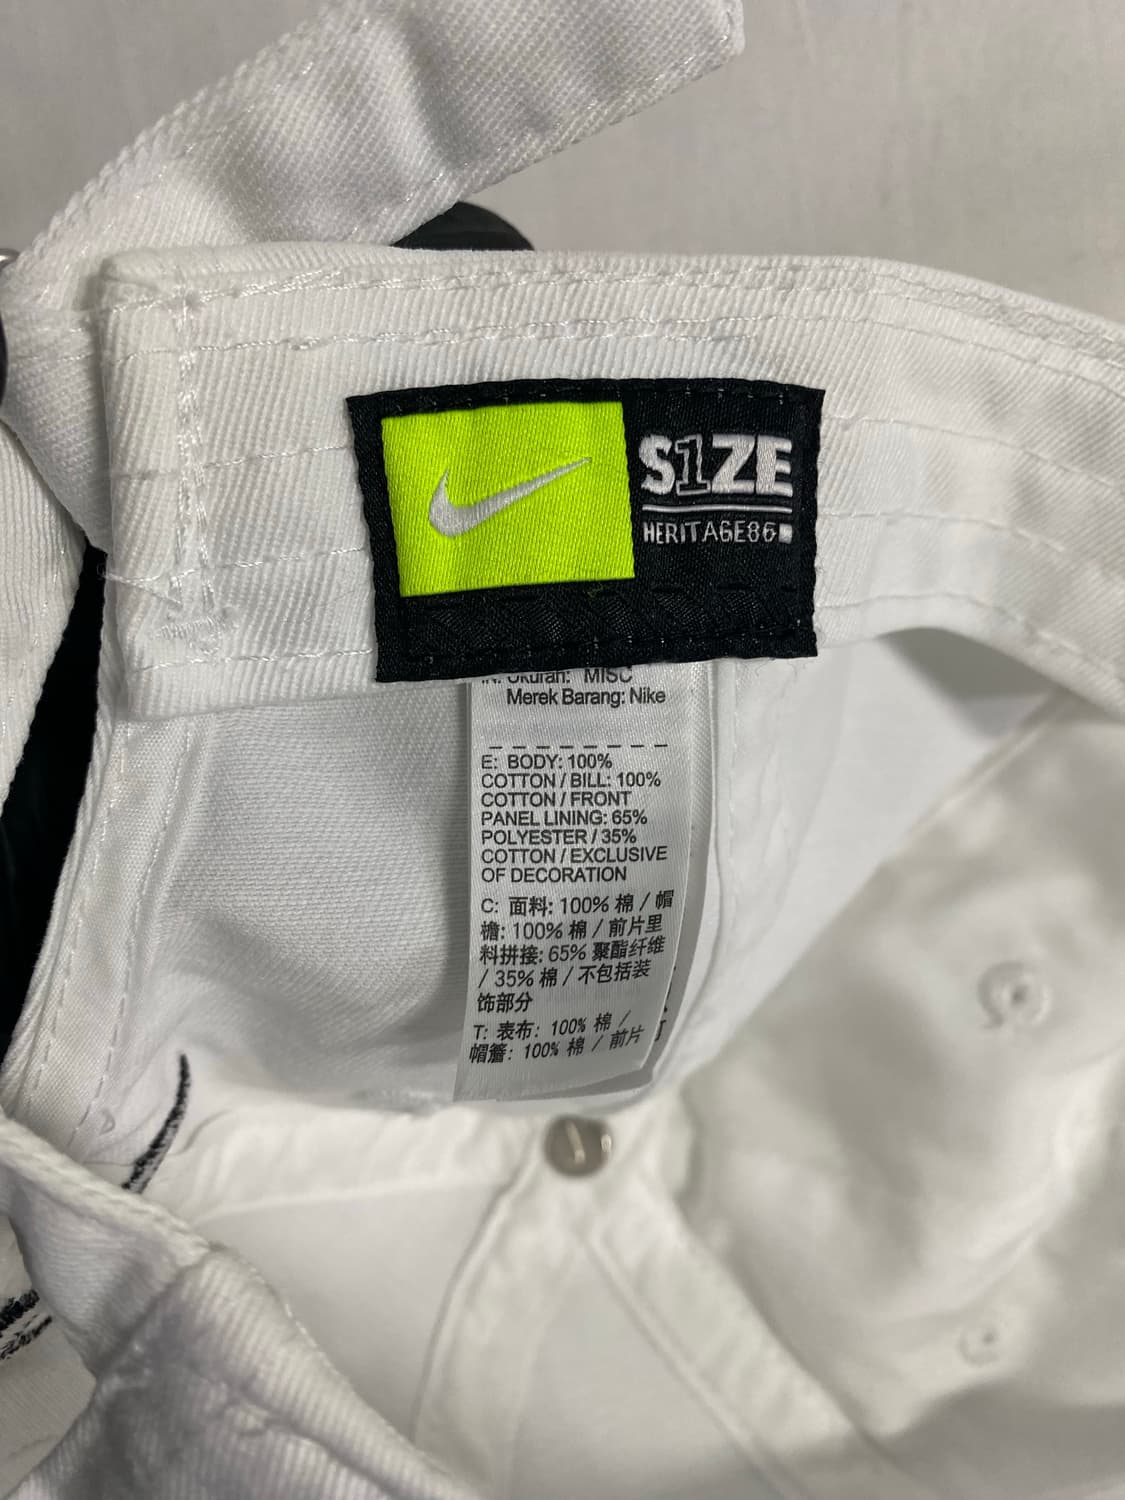 S1ZE
HERITAGE86
IN: Ukuran: MISC
Merek Barang: Nike
E: BODY: 100%
COTTON / BILL: 100%
COTTON / FRONT
PANEL LINING: 65%
POLYESTER / 35%
COTTON / EXCLUSIVE
OF DECORATION
C: 面料: 100% 棉 / 帽
檐: 100% 棉 / 前片里
料拼接: 65% 聚酯纤维
/ 35% 棉 / 不包括装
饰部分
T: 表布: 100% 棉 /
帽簷: 100% 棉 / 前片